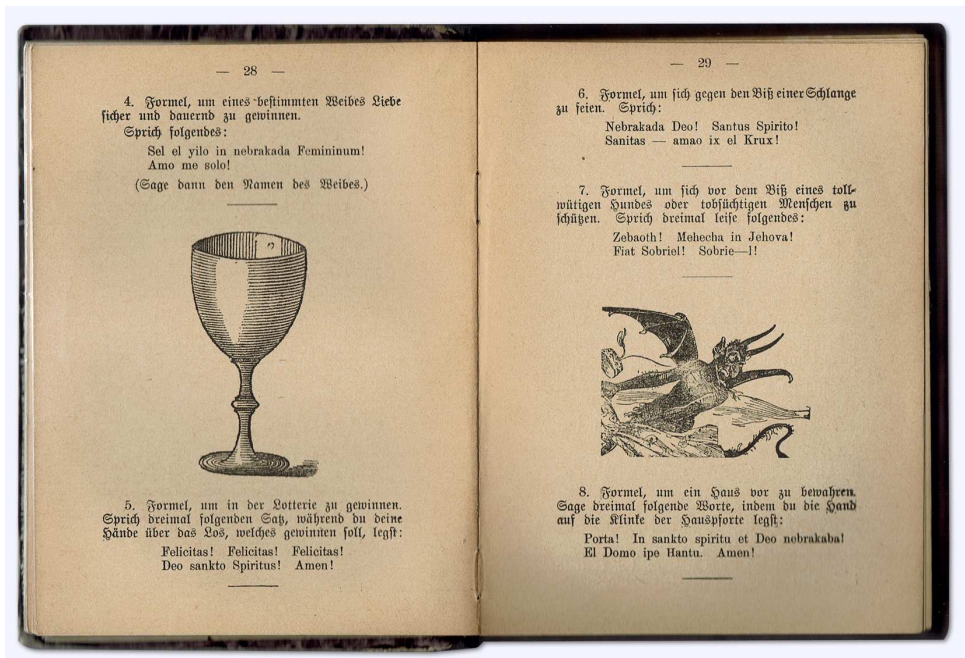 — 28 —
4. Formel, um eines bestimmten Weibes Liebe
sicher und dauernd zu gewinnen.
Sprich folgendes:
Sel el yilo in nebrakada Femininum!
Amo me solo!
(Sage dann den Namen des Weibes.)
5. Formel, um in der Lotterie zu gewinnen.
Sprich dreimal folgenden Satz, während du deine
Hände über das Los, welches gewinnen soll, legst:
Felicitas! Felicitas! Felicitas!
Deo sankto Spiritus! Amen!
— 29 —
6. Formel, um sich gegen den Biß einer Schlange
zu feien. Sprich:
Nebrakada Deo! Santus Spirito!
Sanitas — amao ix el Krux!
7. Formel, um sich vor dem Biß eines toll-
wütigen Hundes oder tobsüchtigen Menschen zu
schützen. Sprich dreimal leise folgendes:
Zebaoth! Mehecha in Jehova!
Fiat Sobriel! Sobrie—l!
8. Formel, um ein Haus vor zu bewahren.
Sage dreimal folgende Worte, indem du die Hand
auf die Klinke der Hauspforte legst:
Porta! In sankto spiritu et Deo nebrakaba!
El Domo ipe Hantu. Amen!